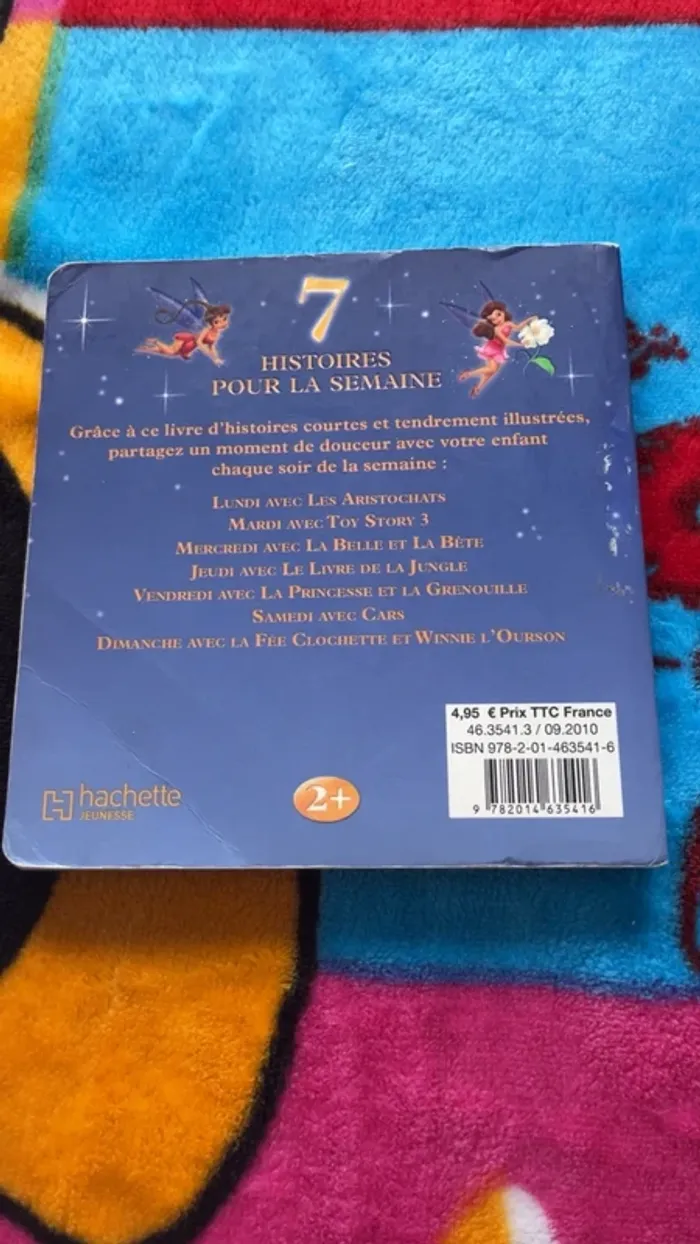 7
HISTOIRES
POUR LA SEMAINE
Grâce à ce livre d'histoires courtes et tendrement illustrées,
partagez un moment de douceur avec votre enfant
chaque soir de la semaine :
LUNDI AVEC LES ARISTOCHATS
MARDI AVEC TOY STORY 3
MERCREDI AVEC LA BELLE ET LA BÊTE
JEUDI AVEC LE LIVRE DE LA JUNGLE
VENDREDI AVEC LA PRINCESSE ET LA GRENOUILLE
SAMEDI AVEC CARS
DIMANCHE AVEC LA FÉE CLOCHETTE ET WINNIE L'OURSON
4,95 € Prix TTC France
46.3541.3 / 09.2010
ISBN 978-2-01-463541-6
9 782014 635416
hachette
JEUNESSE
2+